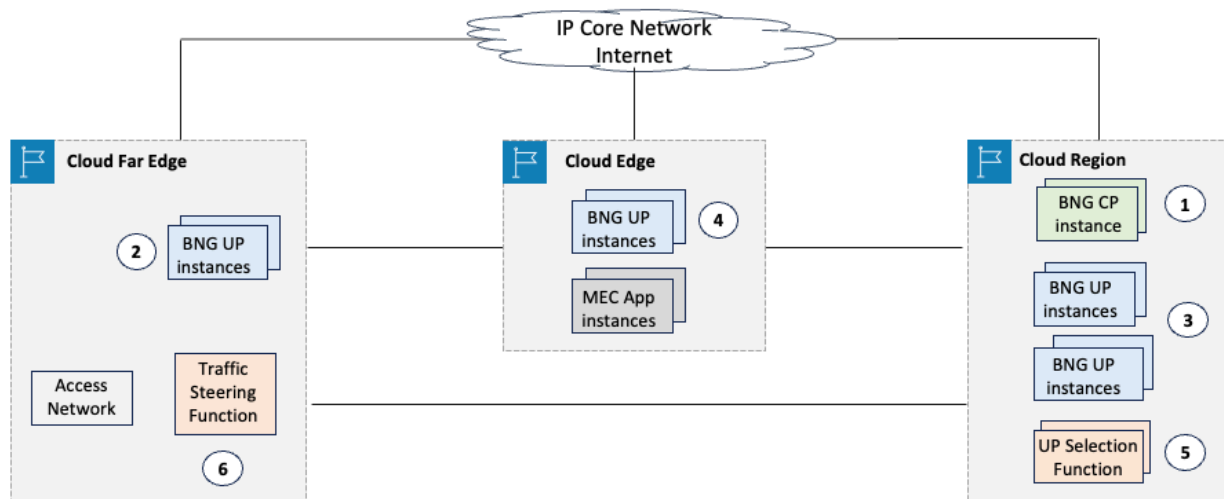 IP Core Network
Internet
Cloud Far Edge
2
BNG UP
instances
Access
Network
Traffic
Steering
Function
6
Cloud Edge
BNG UP
instances
4
MEC App
instances
Cloud Region
BNG CP
instance
1
BNG UP
instances
3
BNG UP
instances
UP Selection
Function
5